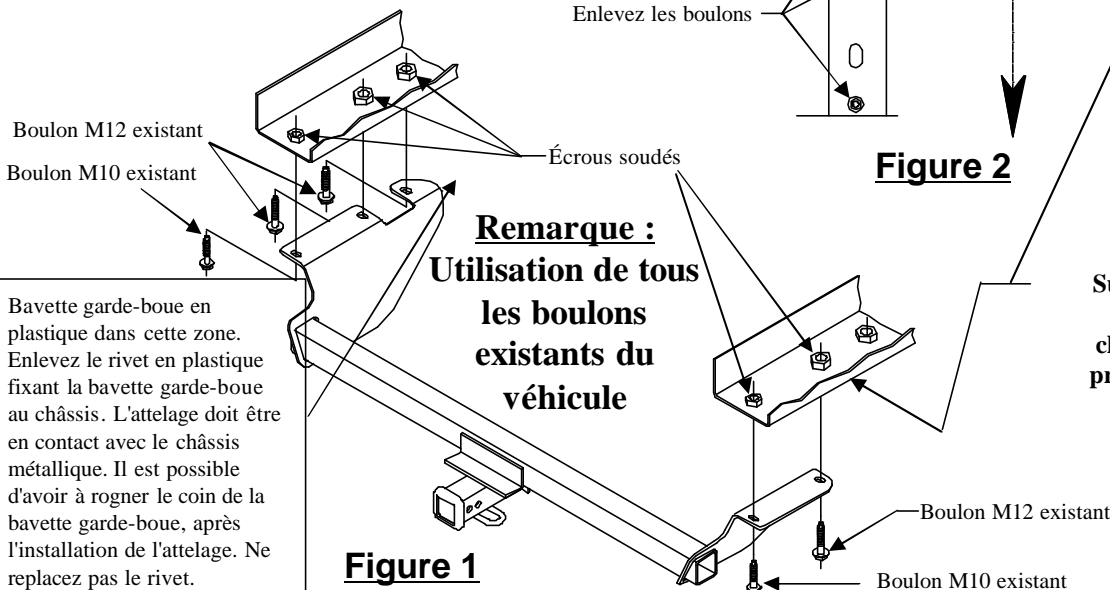 Enlevez les boulons
Figure 2
Boulon M12 existant
Boulon M10 existant
Écrous soudés
Remarque :
Utilisation de tous
les boulons
existants du
véhicule
Bavette garde-boue en
plastique dans cette zone.
Enlevez le rivet en plastique
fixant la bavette garde-boue
au châssis. L'attelage doit être
en contact avec le châssis
métallique. Il est possible
d'avoir à rogner le coin de la
bavette garde-boue, après
l'installation de l'attelage. Ne
replacez pas le rivet.
Figure 1
Boulon M12 existant
Boulon M10 existant